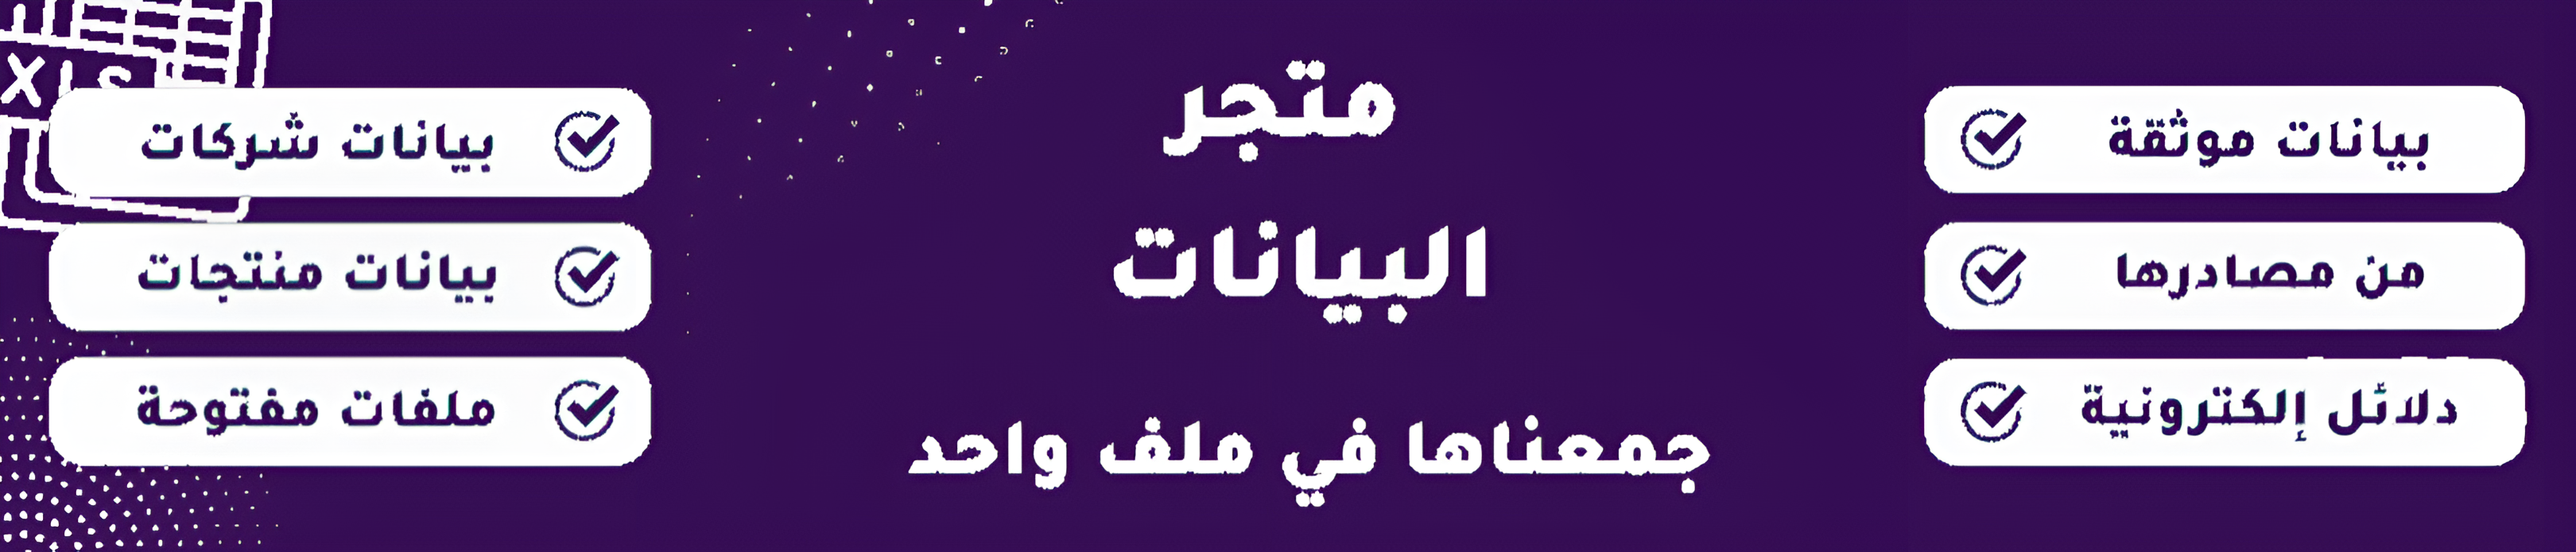 بيانات موثقة
من مصادرها
دلائل إلكترونية
متجر
البيانات
جمعناها في ملف واحد
بيانات شركات
بيانات منتجات
ملفات مفتوحة
XLS